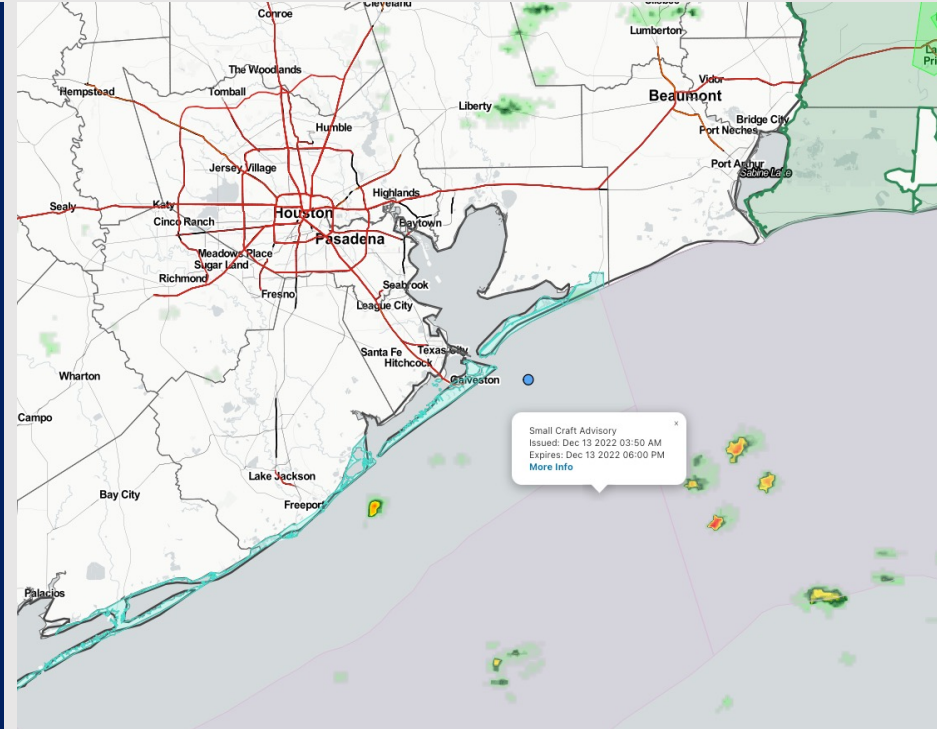 Conroe
Cleveland
Lumberton
The Woodlands
Hempstead
Tomball
Vidor
Beaumont
Liberty
Humble
Bridge City
Port Neches
Jersey Village
Port Arthur
Sabine Lake
Highlands
Sealy
Katy
Houston
Cinco Ranch
Baytown
Pasadena
Meadows Place
Sugar Land
Richmond
Seabrook
Fresno
League City
Santa Fe
Texas City
Hitchcock
Wharton
Galveston
Campo
Small Craft Advisory
x
Issued: Dec 13 2022 03:50 AM
Expires: Dec 13 2022 06:00 PM
More Info
Lake Jackson
Bay City
Freeport
Palacios